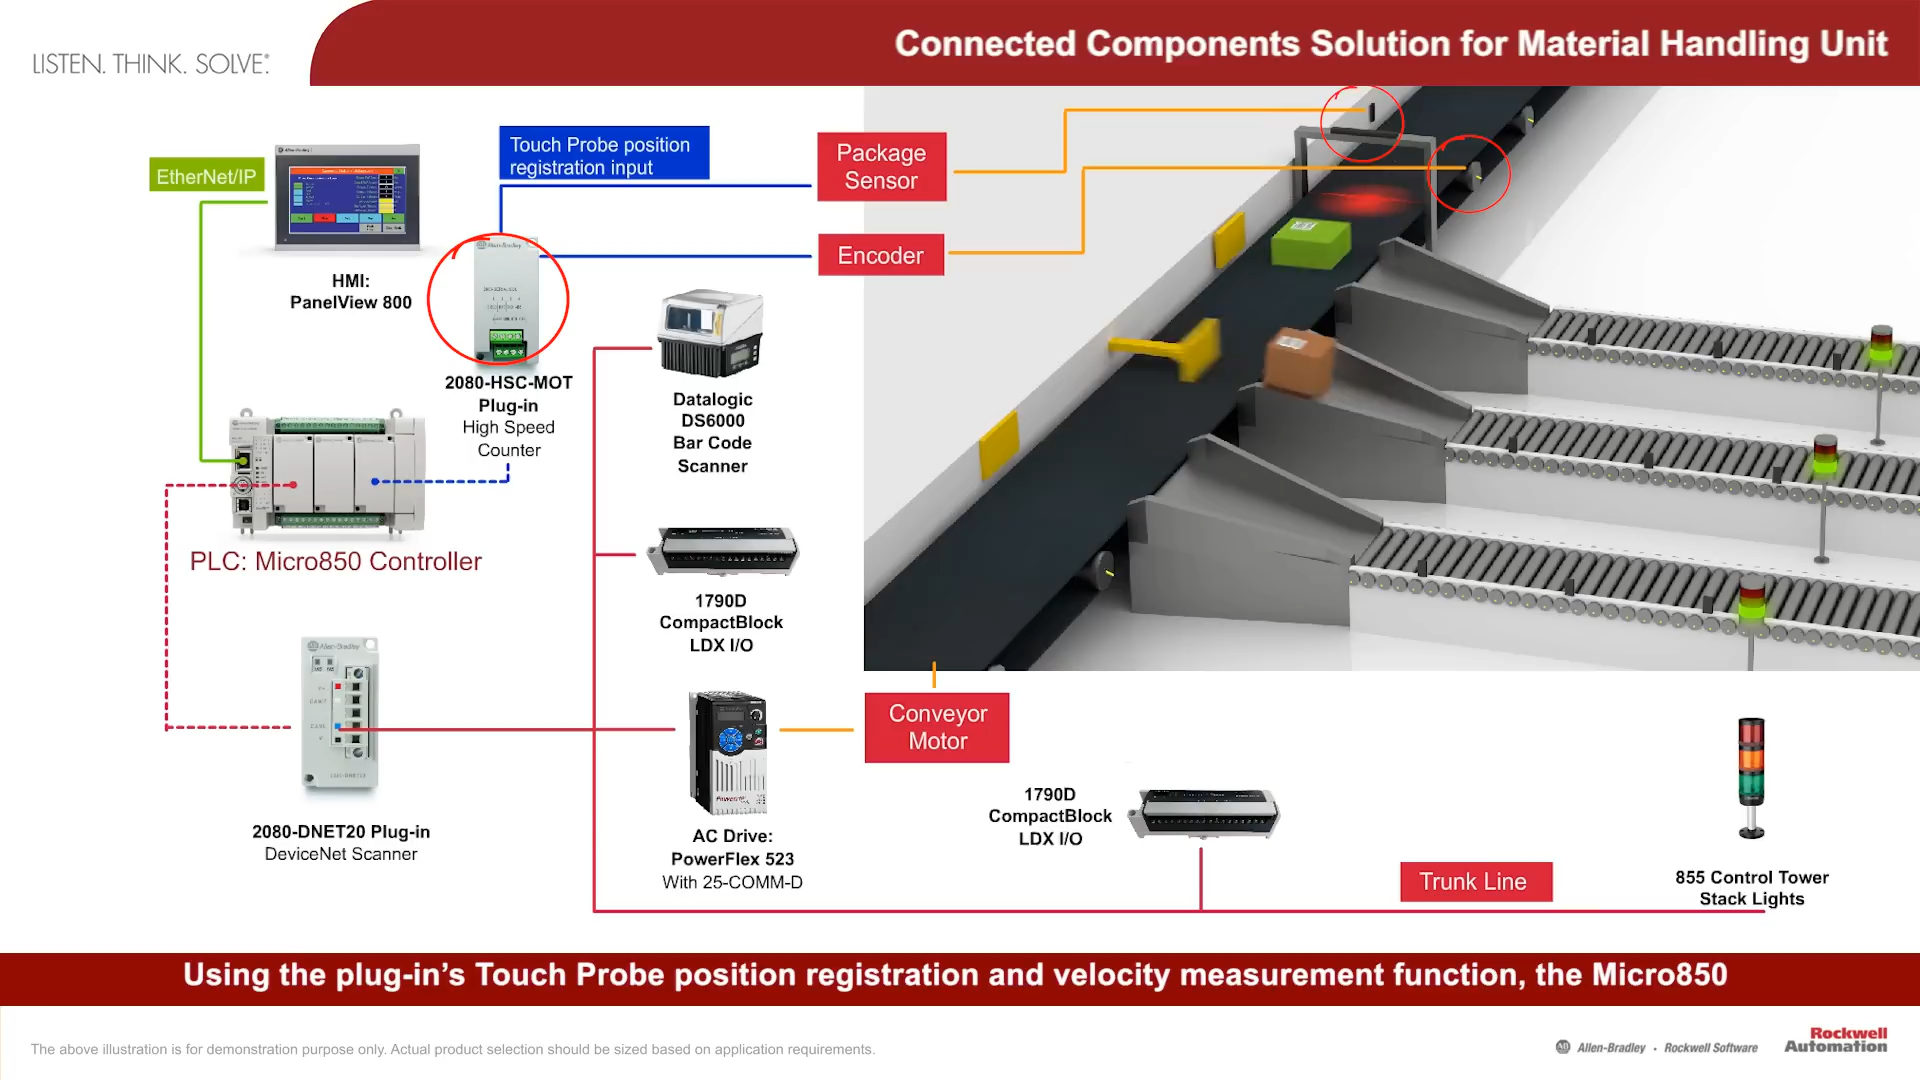 LISTEN. THINK. SOLVE.®
Connected Components Solution for Material Handling Unit
EtherNet/IP
Touch Probe position
registration input
Package
Sensor
Encoder
HMI:
PanelView 800
Allen-Bradley
2080-HSC-MOT
Plug-in
High Speed
Counter
Datalogic
DS6000
Bar Code
Scanner
PLC: Micro850 Controller
1790D
CompactBlock
LDX I/O
Allen-Bradley
2080-DNET20 Plug-in
DeviceNet Scanner
AC Drive:
PowerFlex 523
With 25-COMM-D
Conveyor
Motor
1790D
CompactBlock
LDX I/O
Trunk Line
855 Control Tower
Stack Lights
Using the plug-in's Touch Probe position registration and velocity measurement function, the Micro850
The above illustration is for demonstration purpose only. Actual product selection should be sized based on application requirements.
Allen-Bradley • Rockwell Software
Rockwell
Automation